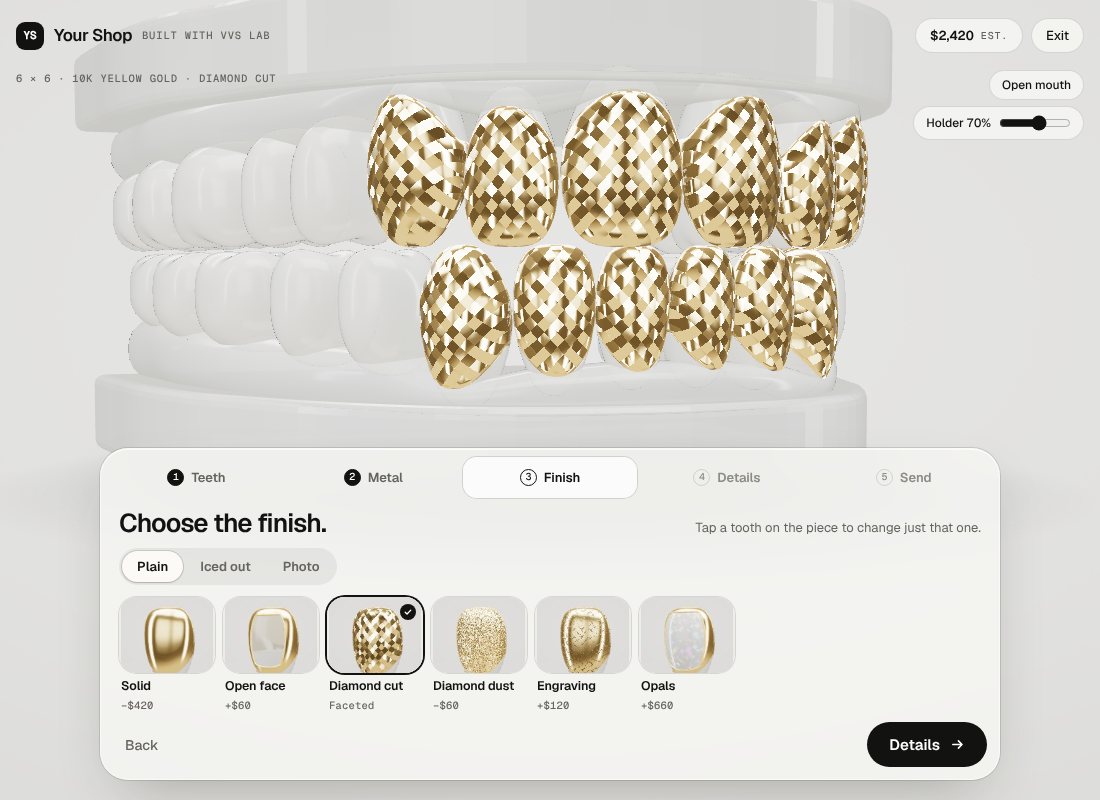 YS Your Shop BUILT WITH VVS LAB
$2,420 EST. Exit
6 × 6 · 10K YELLOW GOLD · DIAMOND CUT
Open mouth
Holder 70%
1 Teeth 2 Metal 3 Finish 4 Details 5 Send
Choose the finish.
Tap a tooth on the piece to change just that one.
Plain Iced out Photo
Solid Open face Diamond cut Diamond dust Engraving Opals
−$420 +$60 Faceted −$60 +$120 +$660
Back Details →